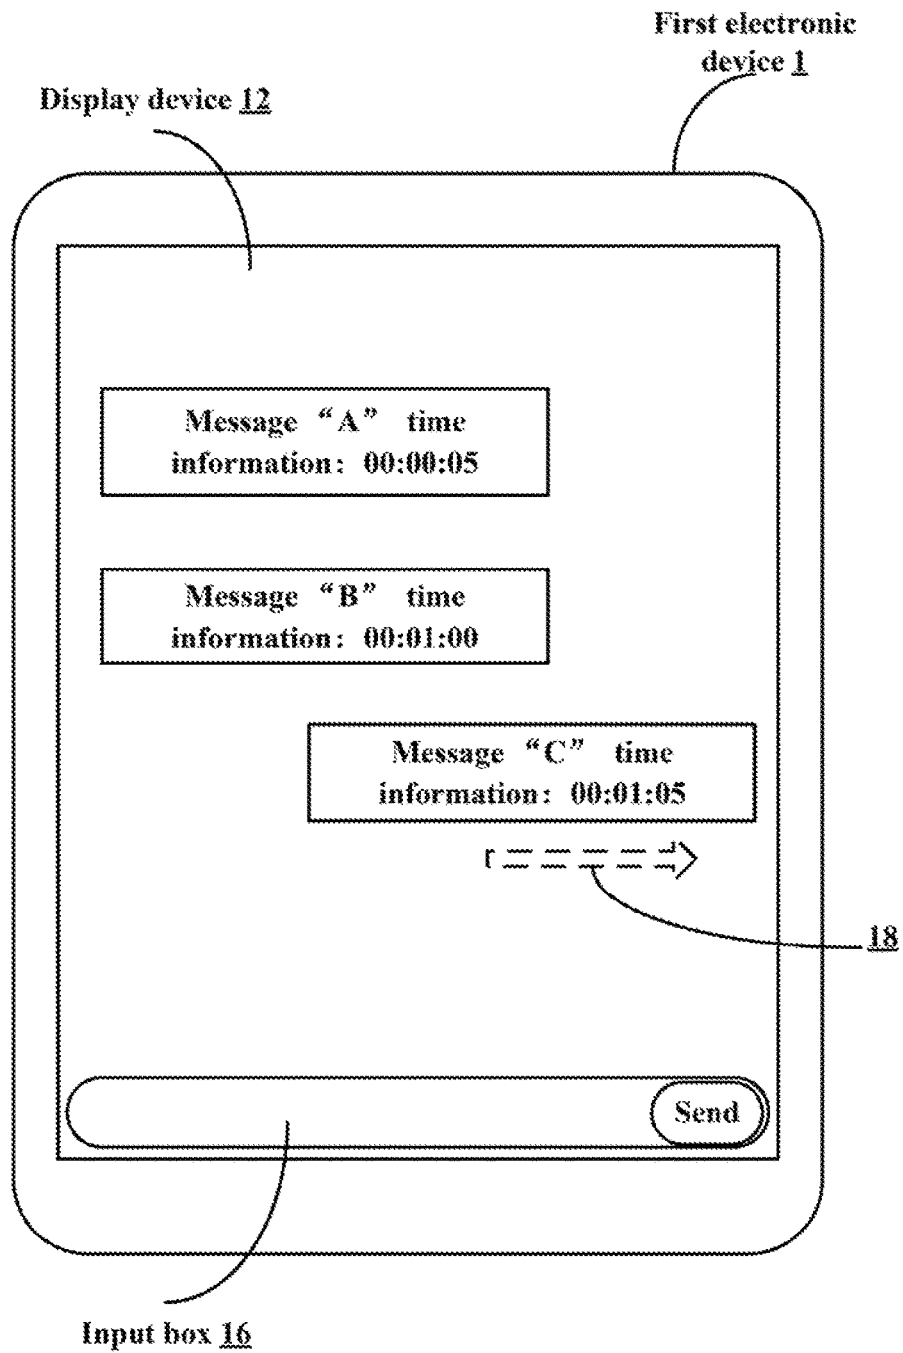 First electronic
device 1
Display device 12
Message “A” time
information: 00:00:05
Message “B” time
information: 00:01:00
Message “C” time
information: 00:01:05
18
Send
Input box 16